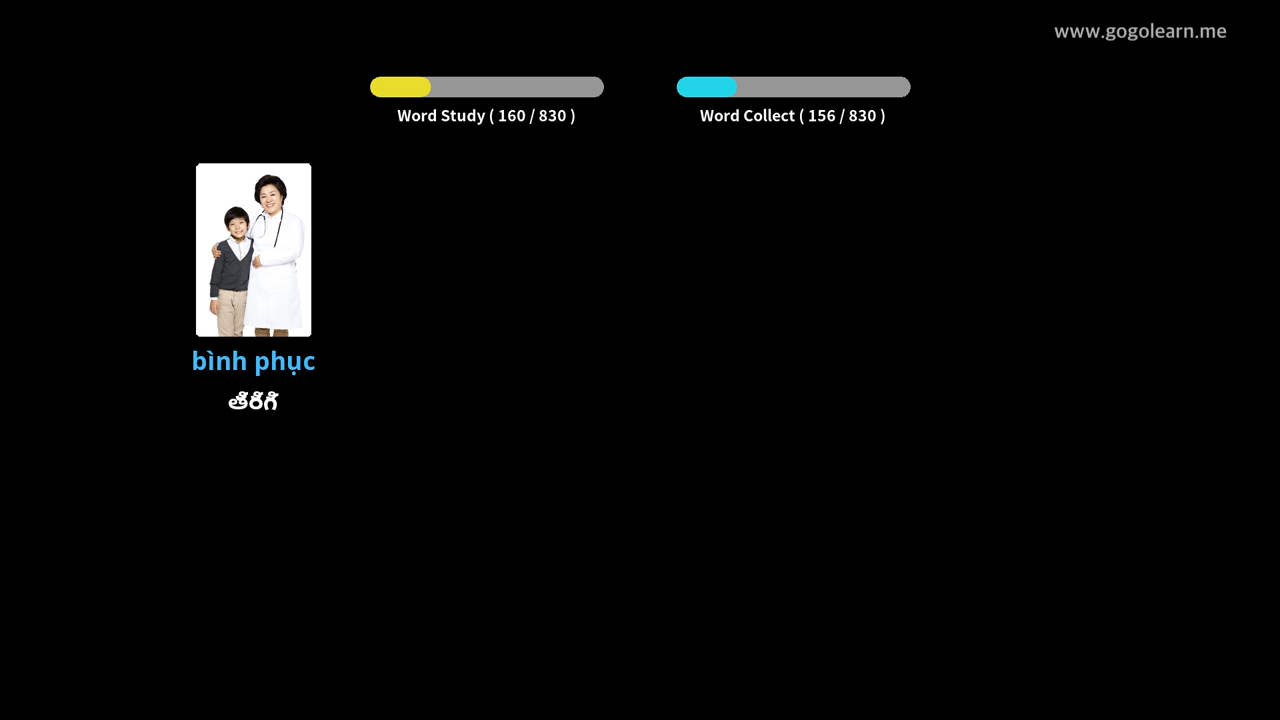 www.gogolearn.me
Word Study ( 160 / 830 )
Word Collect ( 156 / 830 )
bình phục
తిరిగి